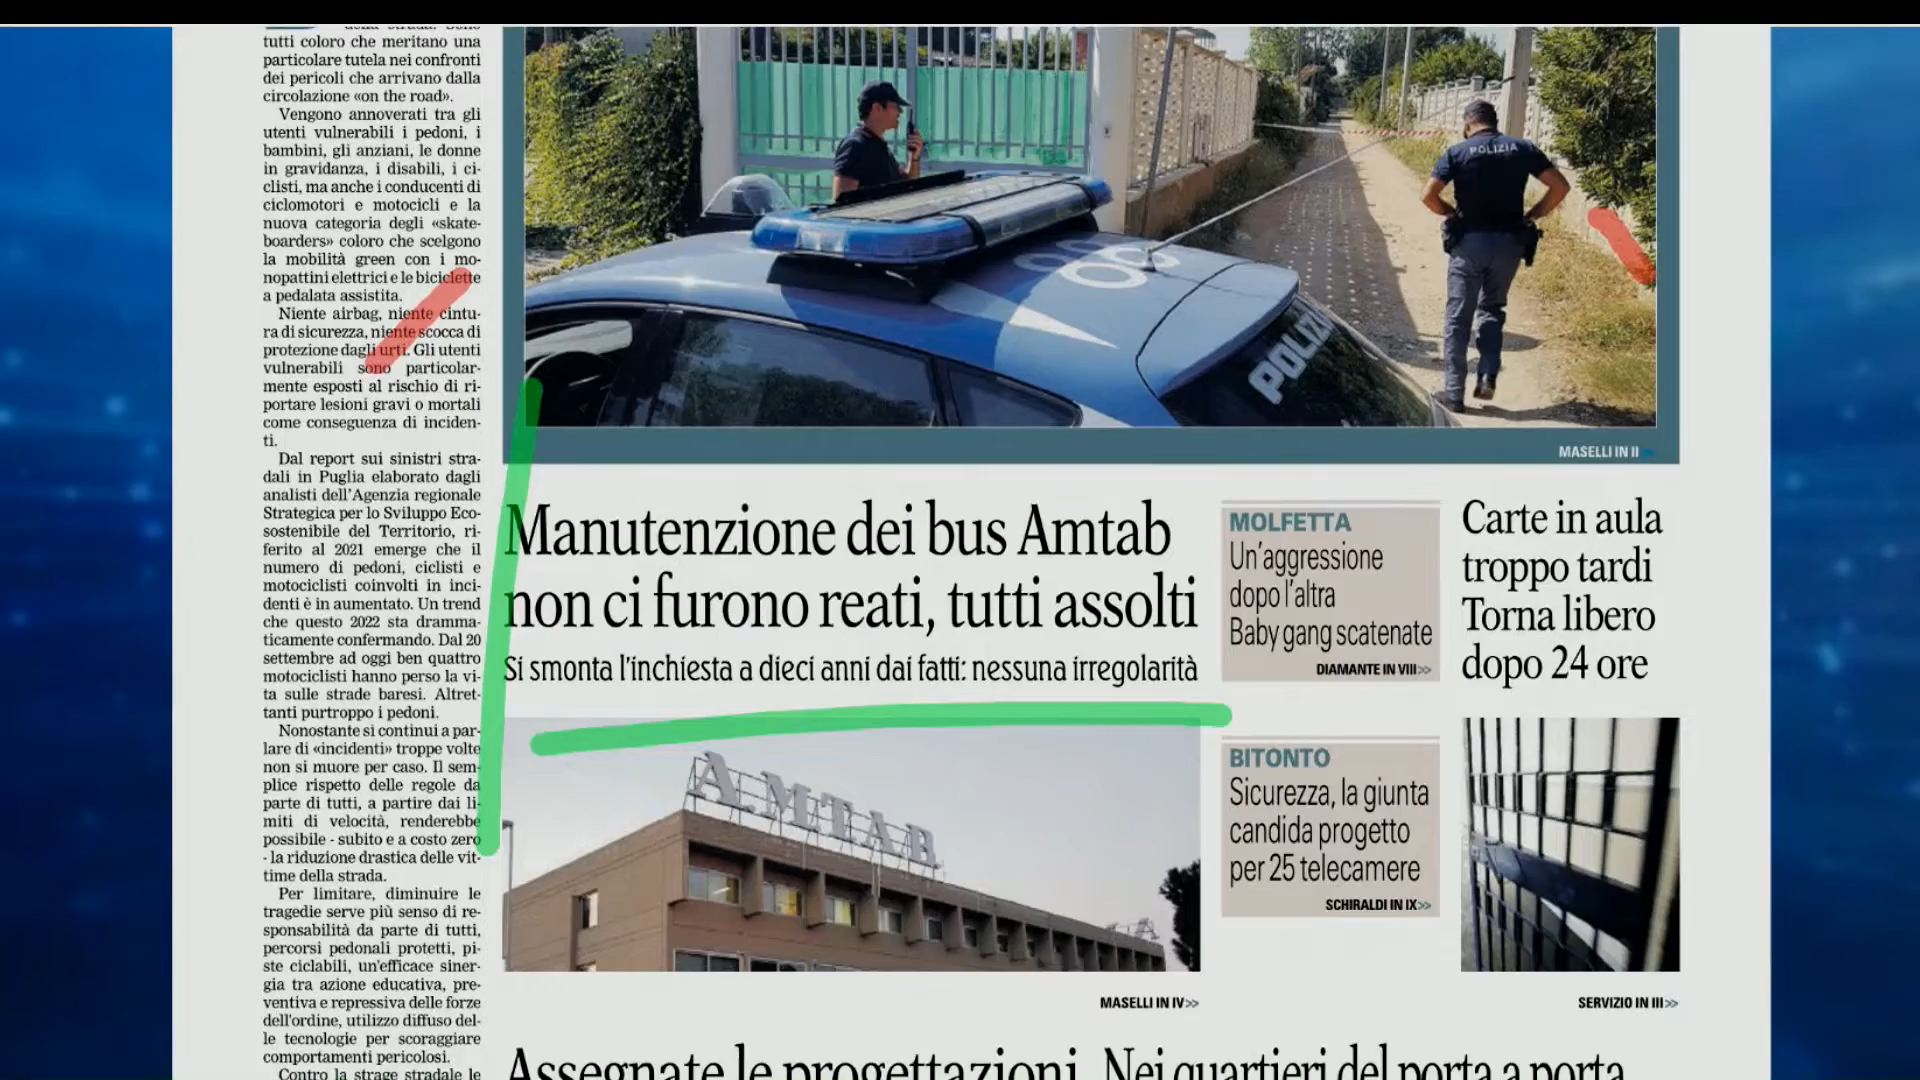 tutti coloro che meritano una
particolare tutela nei confronti
dei pericoli che arrivano dalla
circolazione «on the road».
Vengono annoverati tra gli
utenti vulnerabili i pedoni, i
bambini, gli anziani, le donne
in gravidanza, i disabili, i ci-
clisti, ma anche i conducenti di
ciclomotori e motocicli e la
nuova categoria degli «skate-
boarders» coloro che scelgono
la mobilità green con i mo-
nopattini elettrici e le biciclette
a pedalata assistita.
Niente airbag, niente cintu-
ra di sicurezza, niente scocca di
protezione dagli urti. Gli utenti
vulnerabili sono particolar-
mente esposti al rischio di ri-
portare lesioni gravi o mortali
come conseguenza di inciden-
ti.
Dal report sui sinistri stra-
dali in Puglia elaborato dagli
analisti dell'Agenzia regionale
Strategica per lo Sviluppo Eco-
sostenibile del Territorio, ri-
ferito al 2021 emerge che il
numero di pedoni, ciclisti e
motociclisti coinvolti in inci-
denti è in aumentato. Un trend
che questo 2022 sta dramma-
ticamente confermando. Dal 20
settembre ad oggi ben quattro
motociclisti hanno perso la vi-
ta sulle strade baresi. Altret-
tanti purtroppo i pedoni.
Nonostante si continui a par-
lare di «incidenti» troppe volte
non si muore per caso. Il sem-
plice rispetto delle regole da
parte di tutti, a partire dai li-
miti di velocità, renderebbe
possibile - subito e a costo zero
- la riduzione drastica delle vit-
time della strada.
Per limitare, diminuire le
tragedie serve più senso di re-
sponsabilità da parte di tutti,
percorsi pedonali protetti, pi-
ste ciclabili, un'efficace siner-
gia tra azione educativa, pre-
ventiva e repressiva delle forze
dell'ordine, utilizzo diffuso del-
le tecnologie per scoraggiare
comportamenti pericolosi.
Contro la strage stradale le
POLIZIA
POLIZI
MASELLI IN II
Manutenzione dei bus Amtab
non ci furono reati, tutti assolti
Si smonta l'inchiesta a dieci anni dai fatti: nessuna irregolarità
A.M.T.A.B.
MASELLI IN IV>>
MOLFETTA
Un'aggressione
dopo l'altra
Baby gang scatenate
DIAMANTE IN VIII>>
BITONTO
Sicurezza, la giunta
candida progetto
per 25 telecamere
SCHIRALDI IN IX>>
Carte in aula
troppo tardi
Torna libero
dopo 24 ore
SERVIZIO IN III>>
Assegnate le progettazioni
Nei quartieri del porta a porta